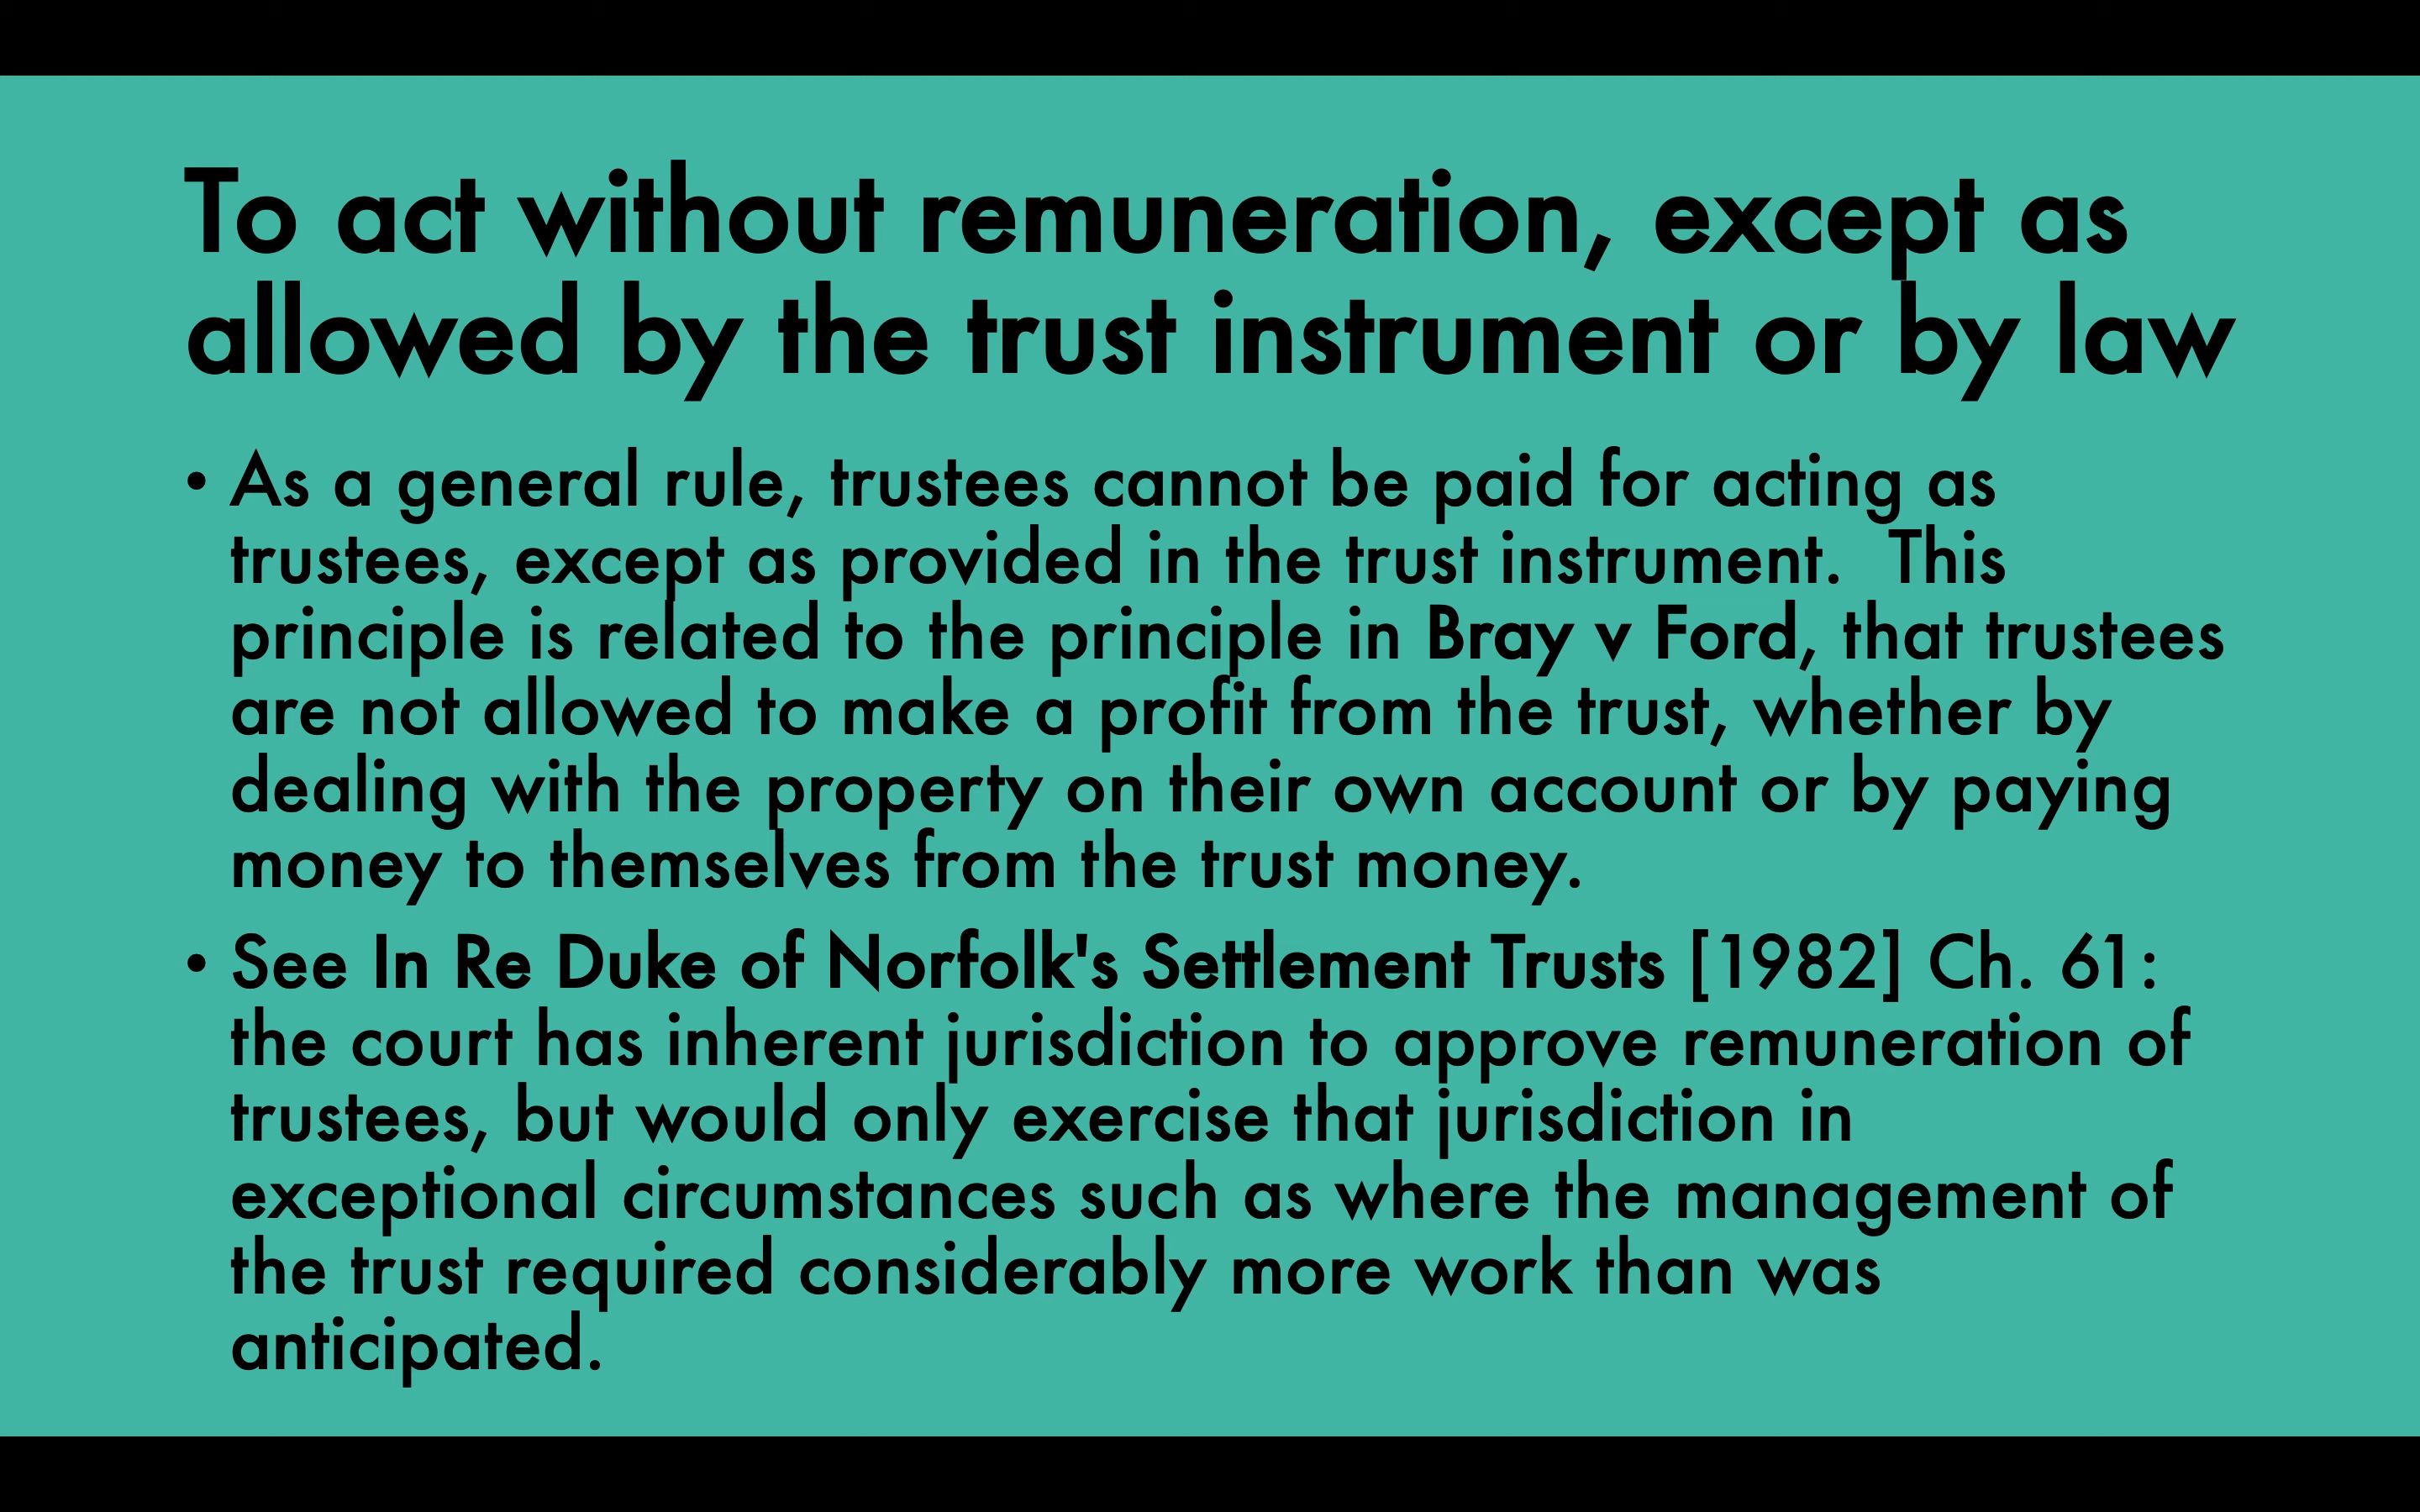 To act without remuneration, except as
allowed by the trust instrument or by law
• As a general rule, trustees cannot be paid for acting as
trustees, except as provided in the trust instrument.  This
principle is related to the principle in Bray v Ford, that trustees
are not allowed to make a profit from the trust, whether by
dealing with the property on their own account or by paying
money to themselves from the trust money.
• See In Re Duke of Norfolk's Settlement Trusts [1982] Ch. 61:
the court has inherent jurisdiction to approve remuneration of
trustees, but would only exercise that jurisdiction in
exceptional circumstances such as where the management of
the trust required considerably more work than was
anticipated.